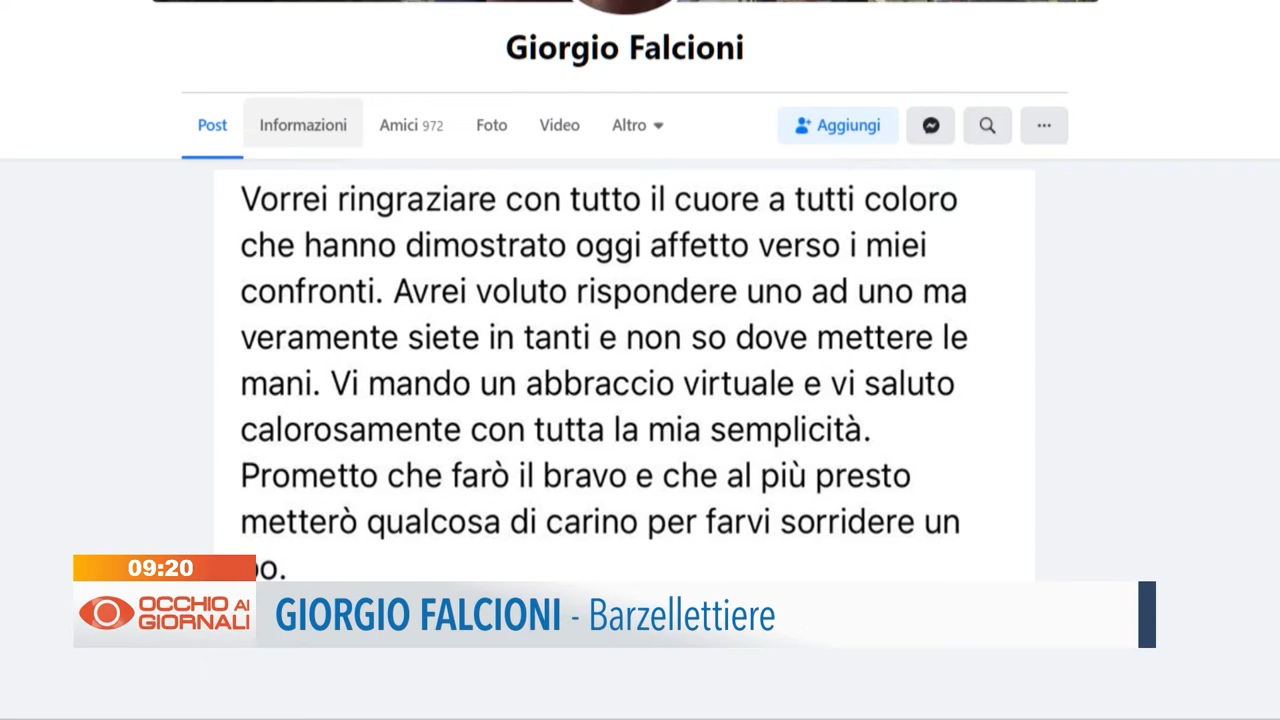 Giorgio Falcioni
Post Informazioni Amici 972 Foto Video Altro Aggiungi
Vorrei ringraziare con tutto il cuore a tutti coloro
che hanno dimostrato oggi affetto verso i miei
confronti. Avrei voluto rispondere uno ad uno ma
veramente siete in tanti e non so dove mettere le
mani. Vi mando un abbraccio virtuale e vi saluto
calorosamente con tutta la mia semplicità.
Prometto che farò il bravo e che al più presto
metterò qualcosa di carino per farvi sorridere un
po.
09:20
OCCHIO AI
GIORNALI
GIORGIO FALCIONI - Barzellettiere